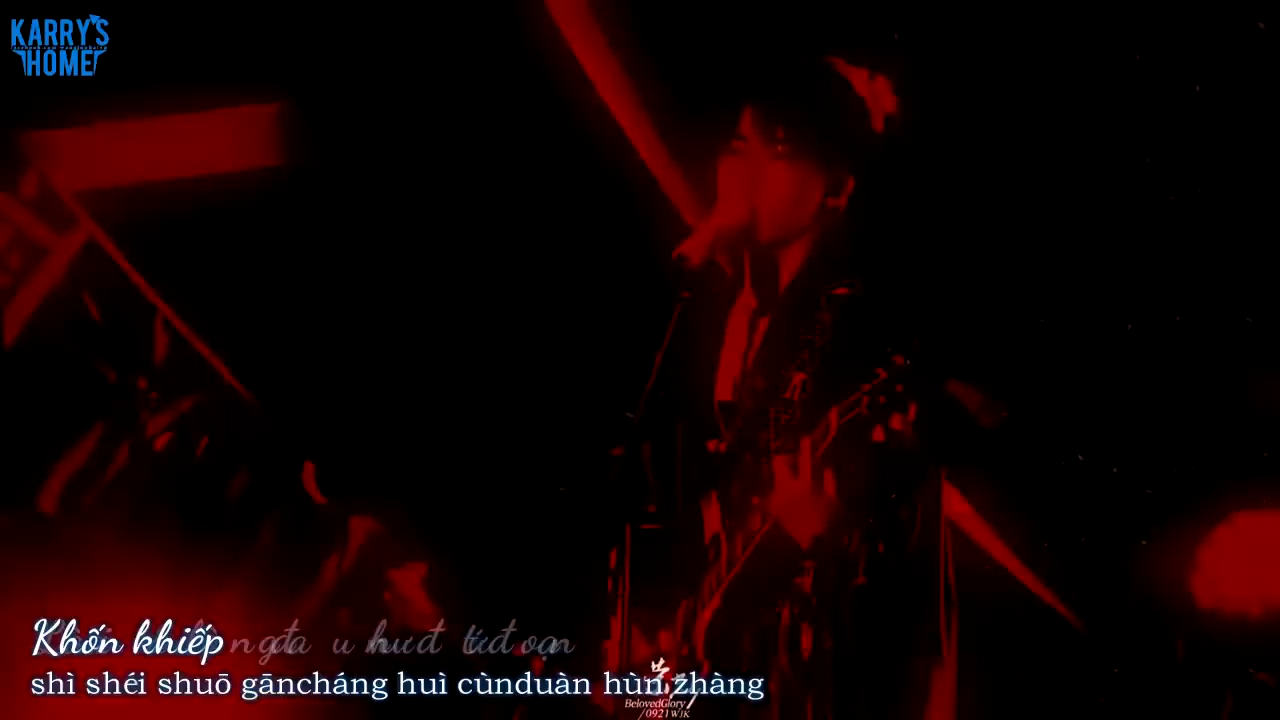 KARRY'S
HOME
Khốn khiếp
shì shéi shuō gāncháng huì cùnduàn hùn zhàng
BelovedGlory
/0921WJK